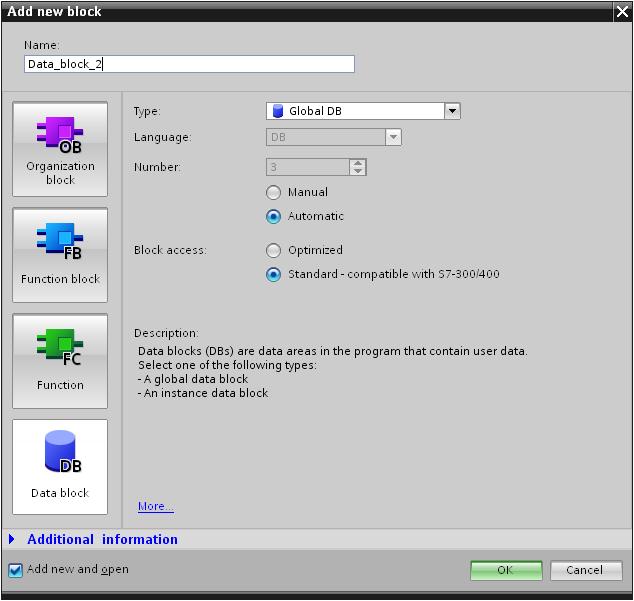 Add new block
Name:
Data_block_2
OB
Organization
block
FB
Function block
FC
Function
DB
Data block
Type:
Global DB
Language:
DB
Number:
3
Manual
Automatic
Block access:
Optimized
Standard - compatible with S7-300/400
Description:
Data blocks (DBs) are data areas in the program that contain user data.
Select one of the following types:
- A global data block
- An instance data block
More...
Additional information
Add new and open
OK
Cancel